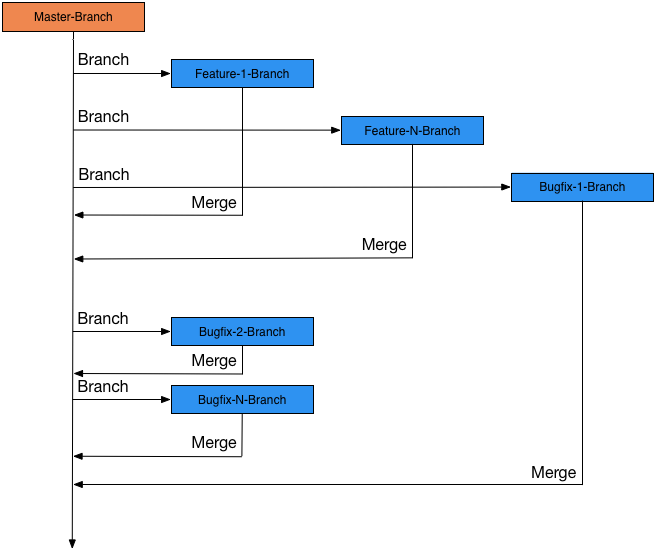 Master-Branch
Branch
Feature-1-Branch
Branch
Feature-N-Branch
Branch
Bugfix-1-Branch
Merge
Merge
Branch
Bugfix-2-Branch
Merge
Branch
Bugfix-N-Branch
Merge
Merge